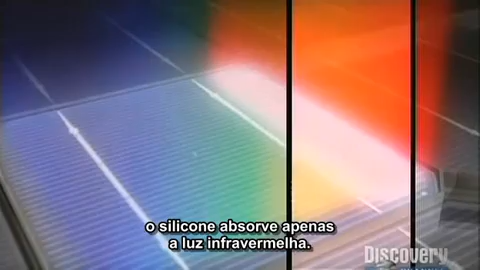 o silicone absorve apenas
a luz infravermelha.
Discovery